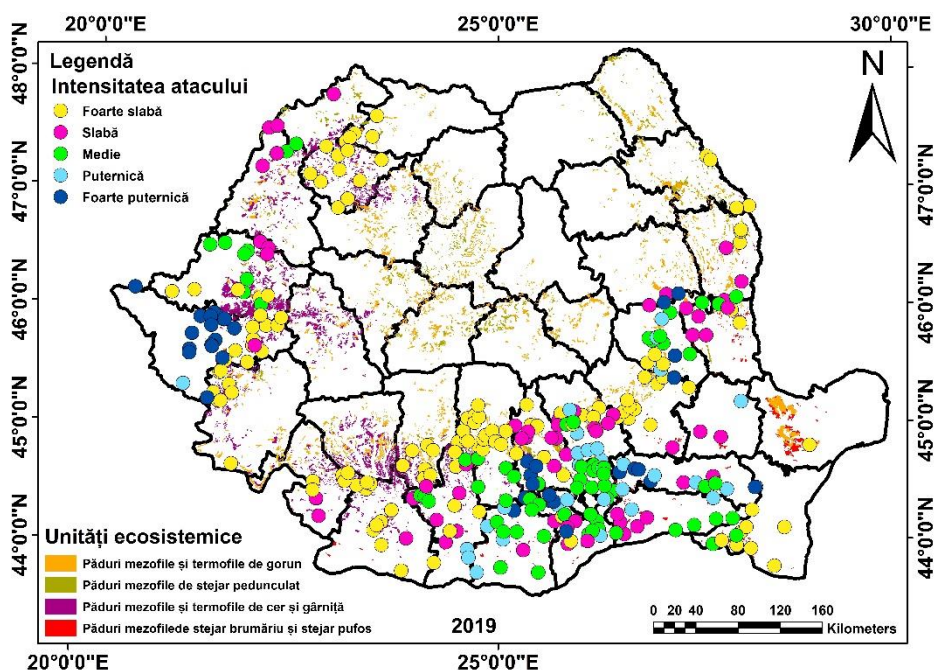 20°0'0"E 25°0'0"E 30°0'0"E
48°0'0"N 47°0'0"N 46°0'0"N 45°0'0"N 44°0'0"N
Legendă
Intensitatea atacului
Foarte slabă
Slabă
Medie
Puternică
Foarte puternică
N
48°0'0"N 47°0'0"N 46°0'0"N 45°0'0"N 44°0'0"N
Unități ecosistemice
Păduri mezofile și termofile de gorun
Păduri mezofile de stejar pedunculat
Păduri mezofile și termofile de cer și gârniță
Păduri mezofilede stejar brumăriu și stejar pufos
2019
0 20 40 80 120 160
Kilometers
20°0'0"E 25°0'0"E